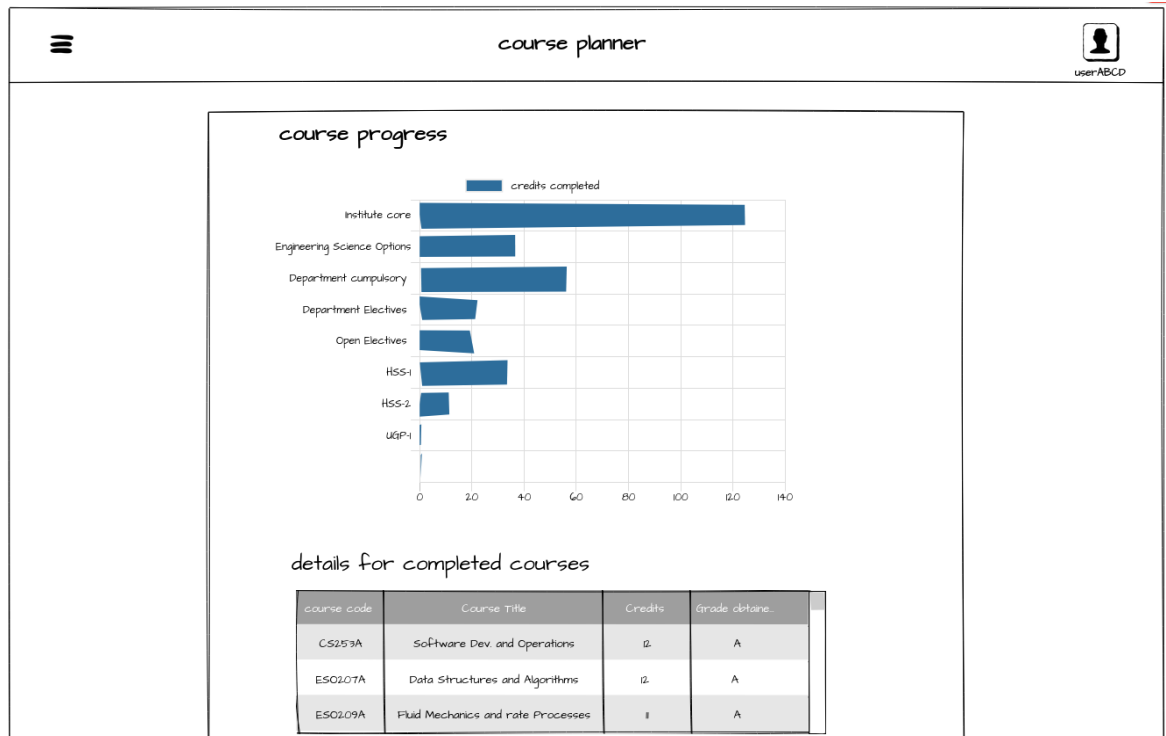 course planner
userABCD
course progress
credits completed
Institute core
Engineering Science Options
Department cumpulsory
Department Electives
Open Electives
HSS-1
HSS-2
UGP-1
0 20 40 60 80 100 120 140
details for completed courses
course code Course Title Credits Grade obtaine..
CS253A Software Dev. and Operations 12 A
ESO207A Data Structures and Algorithms 12 A
ESO209A Fluid Mechanics and rate Processes 11 A